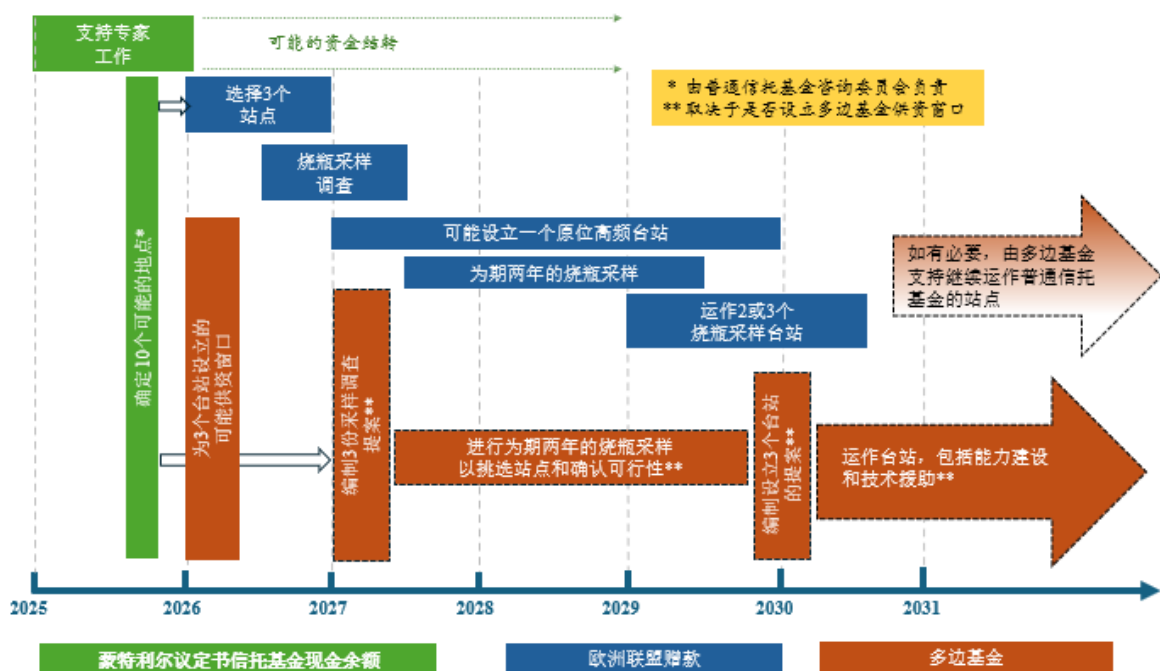 支持专家
工作
可能的资金结转
选择3个
站点
* 由普通信托基金咨询委员会负责
** 取决于是否设立多边基金供资窗口
烧瓶采样
调查
确定10个可能的地点*
为3个台站设立的
可能供资窗口
可能设立一个原位高频台站
为期两年的烧瓶采样
运作2或3个
烧瓶采样台站
如有必要，由多边基金
支持继续运作普通信托
基金的站点
编制3份采样调查
提案**
进行为期两年的烧瓶采样
以挑选站点和确认可行性**
编制设立3个台站
的提案**
运作台站，包括能力建设
和技术援助**
2025 2026 2027 2028 2029 2030 2031
蒙特利尔议定书信托基金现金余额 欧洲联盟赠款 多边基金